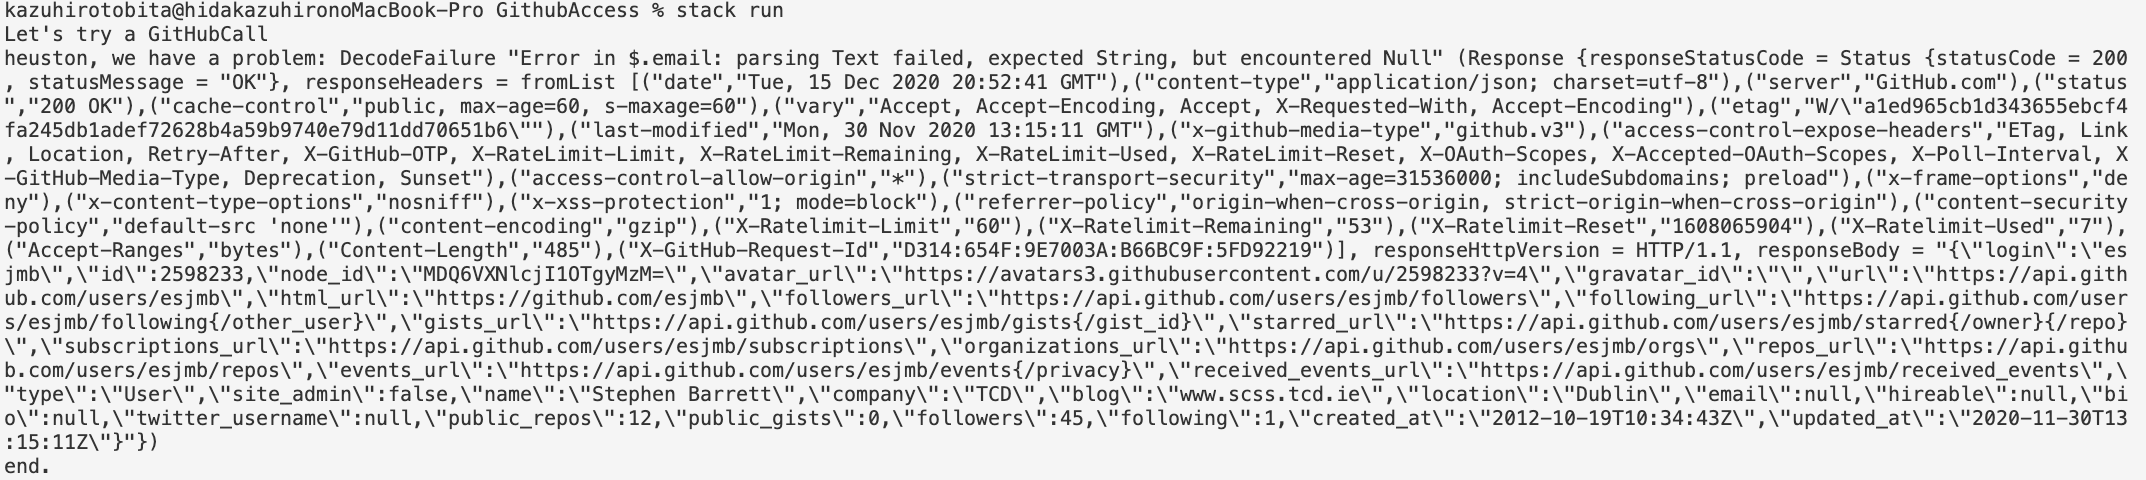 kazuhirotobita@hidakazuhironoMacBook-Pro GithubAccess % stack run
Let's try a GitHubCall
heuston, we have a problem: DecodeFailure "Error in $.email: parsing Text failed, expected String, but encountered Null" (Response {responseStatusCode = Status {statusCode = 200
, statusMessage = "OK"}, responseHeaders = fromList [("date","Tue, 15 Dec 2020 20:52:41 GMT"),("content-type","application/json; charset=utf-8"),("server","GitHub.com"),("status
","200 OK"),("cache-control","public, max-age=60, s-maxage=60"),("vary","Accept, Accept-Encoding, Accept, X-Requested-With, Accept-Encoding"),("etag","W/\"a1ed965cb1d343655ebcf4
fa245db1adef72628b4a59b9740e79d11dd70651b6\""),("last-modified","Mon, 30 Nov 2020 13:15:11 GMT"),("x-github-media-type","github.v3"),("access-control-expose-headers","ETag, Link
, Location, Retry-After, X-GitHub-OTP, X-RateLimit-Limit, X-RateLimit-Remaining, X-RateLimit-Used, X-RateLimit-Reset, X-OAuth-Scopes, X-Accepted-OAuth-Scopes, X-Poll-Interval, X
-GitHub-Media-Type, Deprecation, Sunset"),("access-control-allow-origin","*"),("strict-transport-security","max-age=31536000; includeSubdomains; preload"),("x-frame-options","de
ny"),("x-content-type-options","nosniff"),("x-xss-protection","1; mode=block"),("referrer-policy","origin-when-cross-origin, strict-origin-when-cross-origin"),("content-security
-policy","default-src 'none'"),("content-encoding","gzip"),("X-Ratelimit-Limit","60"),("X-Ratelimit-Remaining","53"),("X-Ratelimit-Reset","1608065904"),("X-Ratelimit-Used","7"),
("Accept-Ranges","bytes"),("Content-Length","485"),("X-GitHub-Request-Id","D314:654F:9E7003A:B66BC9F:5FD92219")], responseHttpVersion = HTTP/1.1, responseBody = "{\"login\":\"es
jmb\",\"id\":2598233,\"node_id\":\"MDQ6VXNlcjI1OTgyMzM=\",\"avatar_url\":\"https://avatars3.githubusercontent.com/u/2598233?v=4\",\"gravatar_id\":\"\",\"url\":\"https://api.gith
ub.com/users/esjmb\",\"html_url\":\"https://github.com/esjmb\",\"followers_url\":\"https://api.github.com/users/esjmb/followers\",\"following_url\":\"https://api.github.com/user
s/esjmb/following{/other_user}\",\"gists_url\":\"https://api.github.com/users/esjmb/gists{/gist_id}\",\"starred_url\":\"https://api.github.com/users/esjmb/starred{/owner}{/repo}
\",\"subscriptions_url\":\"https://api.github.com/users/esjmb/subscriptions\",\"organizations_url\":\"https://api.github.com/users/esjmb/orgs\",\"repos_url\":\"https://api.githu
b.com/users/esjmb/repos\",\"events_url\":\"https://api.github.com/users/esjmb/events{/privacy}\",\"received_events_url\":\"https://api.github.com/users/esjmb/received_events\",\
"type\":\"User\",\"site_admin\":false,\"name\":\"Stephen Barrett\",\"company\":\"TCD\",\"blog\":\"www.scss.tcd.ie\",\"location\":\"Dublin\",\"email\":null,\"hireable\":null,\"bi
o\":null,\"twitter_username\":null,\"public_repos\":12,\"public_gists\":0,\"followers\":45,\"following\":1,\"created_at\":\"2012-10-19T10:34:43Z\",\"updated_at\":\"2020-11-30T13
:15:11Z\"}"})
end.